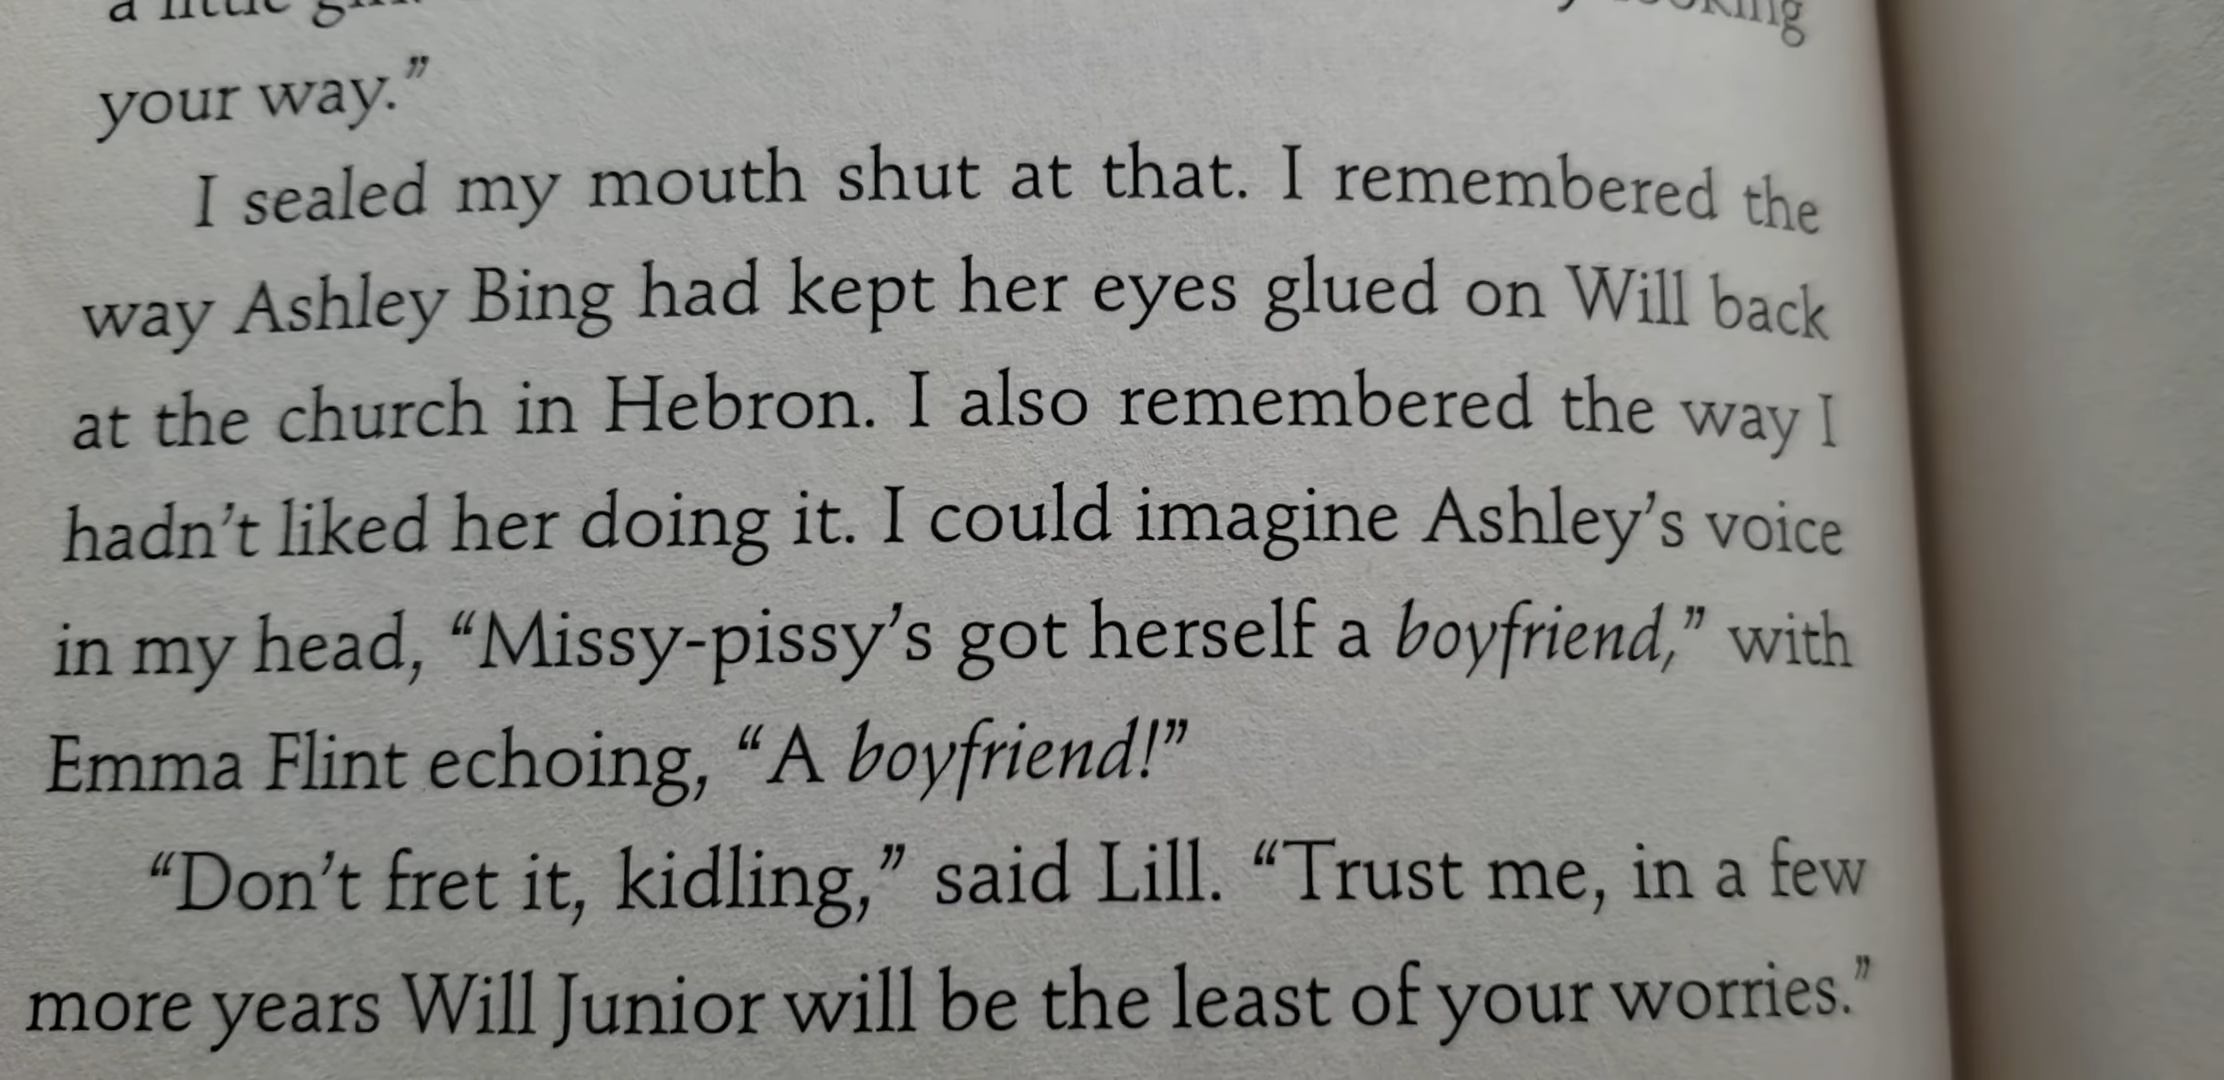 a little
looking
your way.”
I sealed my mouth shut at that. I remembered the
way Ashley Bing had kept her eyes glued on Will back
at the church in Hebron. I also remembered the way I
hadn’t liked her doing it. I could imagine Ashley’s voice
in my head, “Missy-pissy’s got herself a boyfriend,” with
Emma Flint echoing, “A boyfriend!”
“Don’t fret it, kidling,” said Lill. “Trust me, in a few
more years Will Junior will be the least of your worries.”